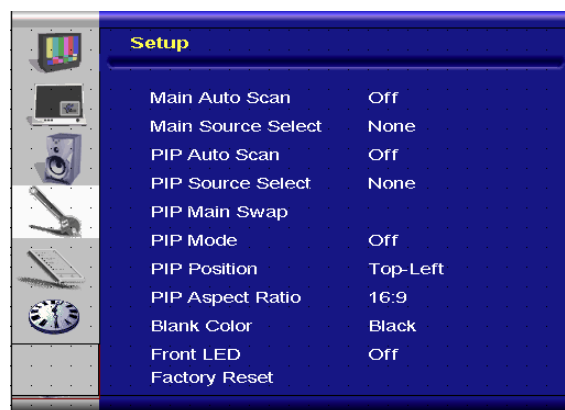 Setup
Main Auto Scan Off
Main Source Select None
PIP Auto Scan Off
PIP Source Select None
PIP Main Swap
PIP Mode Off
PIP Position Top-Left
PIP Aspect Ratio 16:9
Blank Color Black
Front LED Off
Factory Reset